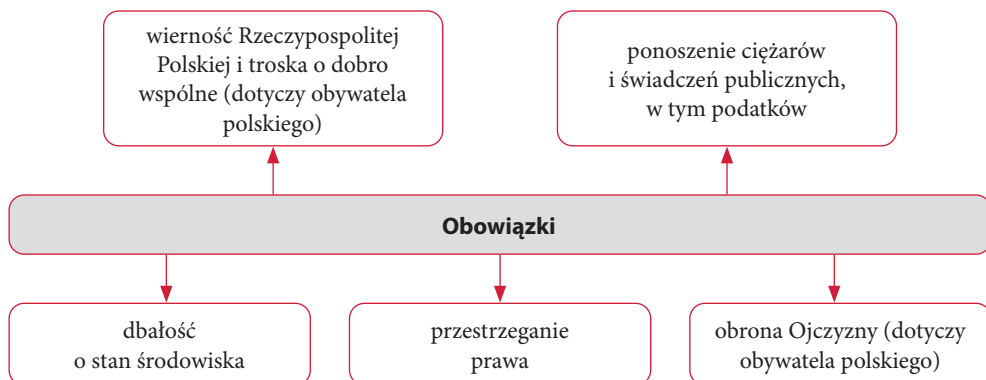 wierność Rzeczypospolitej
Polskiej i troska o dobro
wspólne (dotyczy obywatela
polskiego)
ponoszenie ciężarów
i świadczeń publicznych,
w tym podatków
Obowiązki
dbałość
o stan środowiska
przestrzeganie
prawa
obrona Ojczyzny (dotyczy
obywatela polskiego)